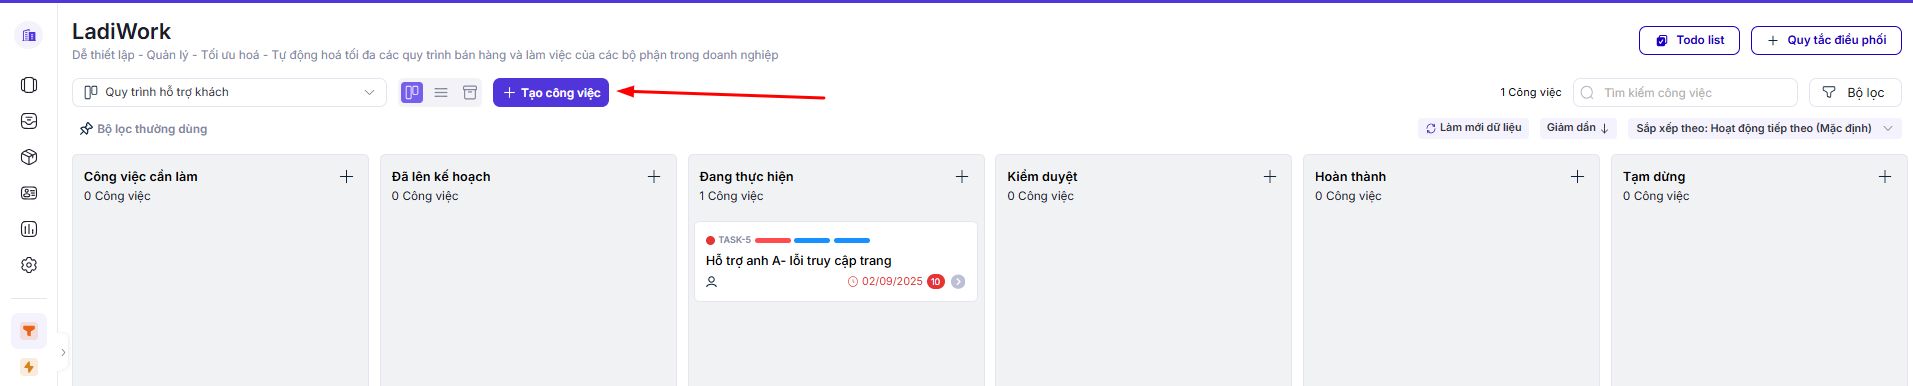 LadiWork
Dễ thiết lập - Quản lý - Tối ưu hoá - Tự động hoá tối đa các quy trình bán hàng và làm việc của các bộ phận trong doanh nghiệp
Todo list
Quy tắc điều phối
Quy trình hỗ trợ khách
Tạo công việc
1 Công việc
Tìm kiếm công việc
Bộ lọc
Bộ lọc thường dùng
Làm mới dữ liệu
Giảm dần
Sắp xếp theo: Hoạt động tiếp theo (Mặc định)
Công việc cần làm
0 Công việc
Đã lên kế hoạch
0 Công việc
Đang thực hiện
1 Công việc
TASK-5
Hỗ trợ anh A- lỗi truy cập trang
02/09/2025 10
Kiểm duyệt
0 Công việc
Hoàn thành
0 Công việc
Tạm dừng
0 Công việc